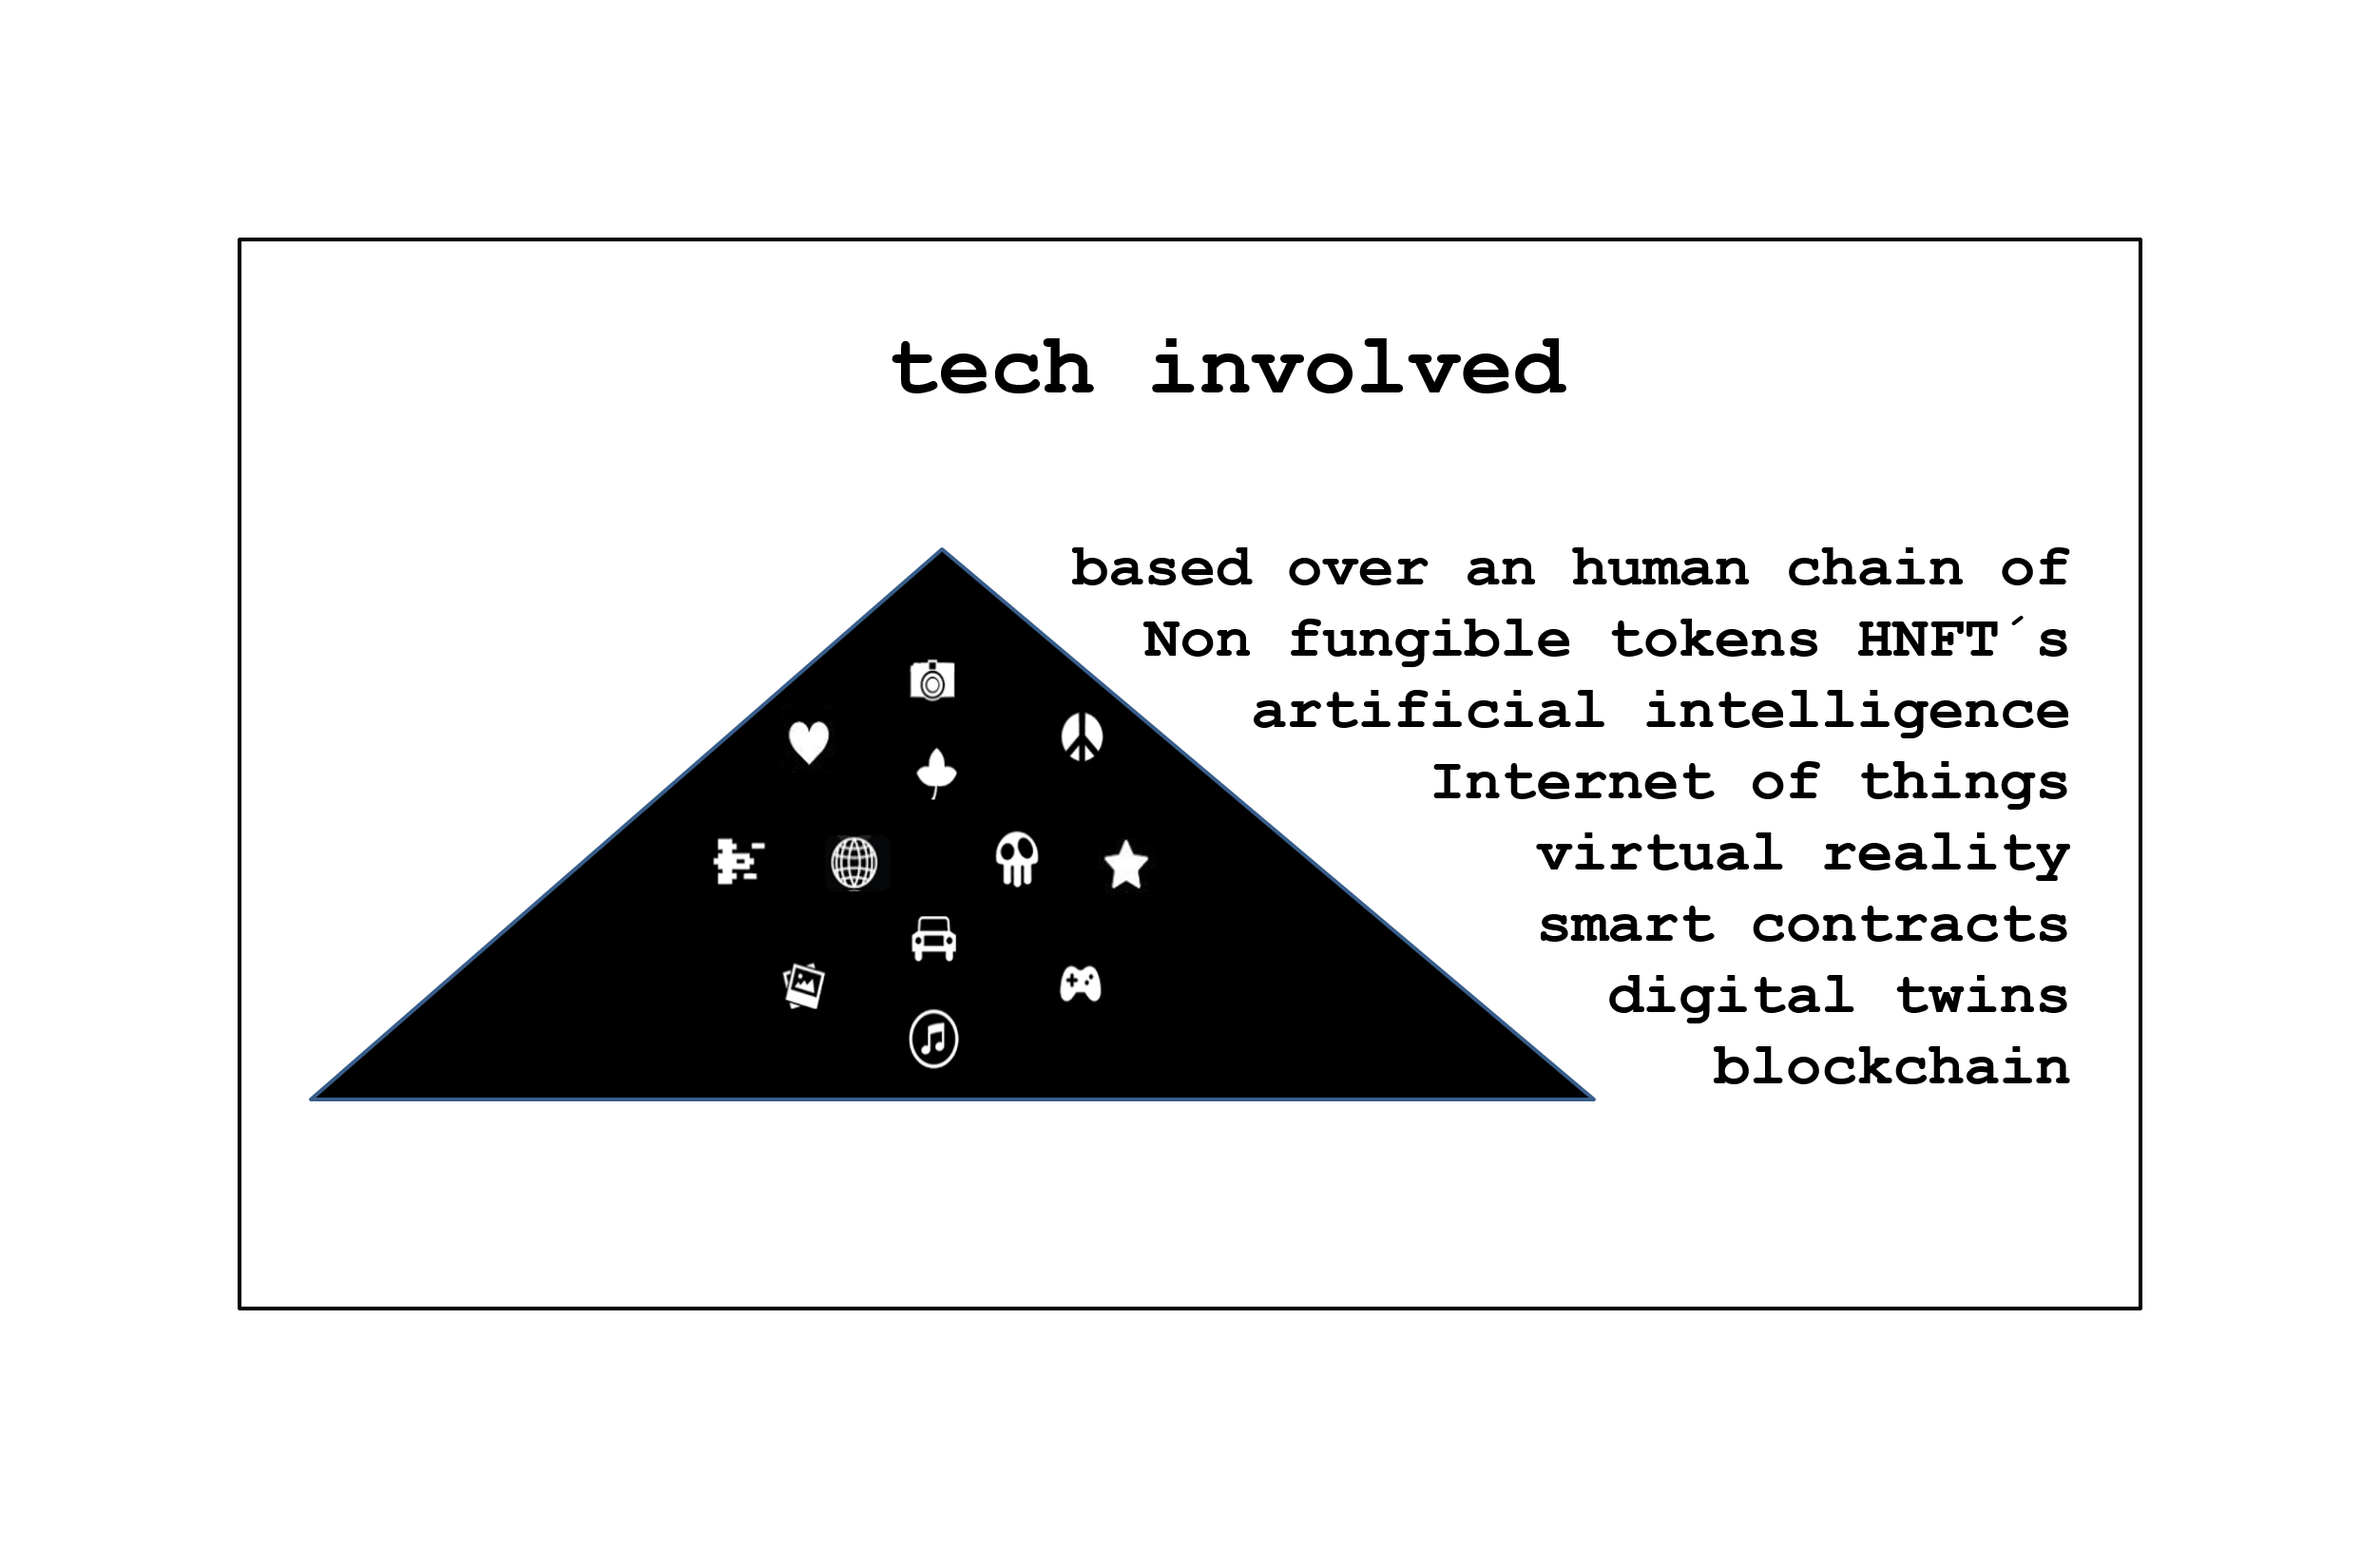 tech involved
based over an human chain of
Non fungible tokens HNFT´s
artificial intelligence
Internet of things
virtual reality
smart contracts
digital twins
blockchain